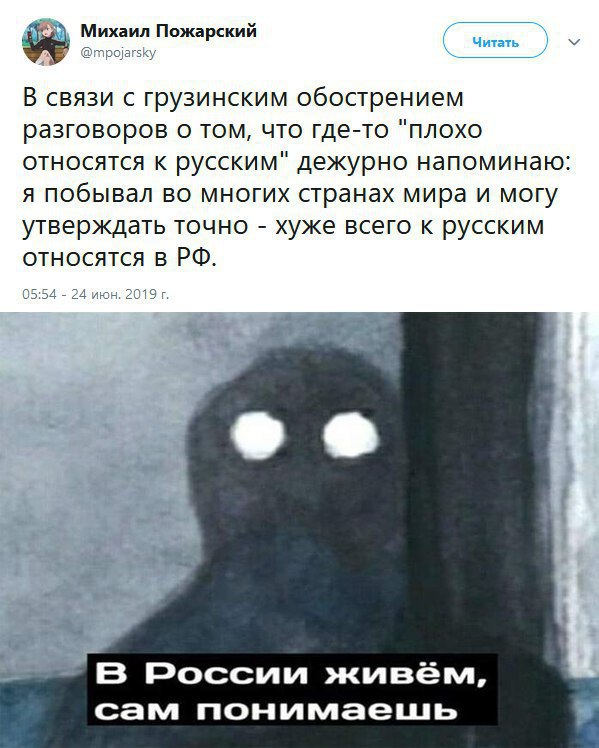 Михаил Пожарский
@mpojarsky
Читать
В связи с грузинским обострением
разговоров о том, что где-то "плохо
относятся к русским" дежурно напоминаю:
я побывал во многих странах мира и могу
утверждать точно - хуже всего к русским
относятся в РФ.
05:54 - 24 июн. 2019 г.
В России живём,
сам понимаешь